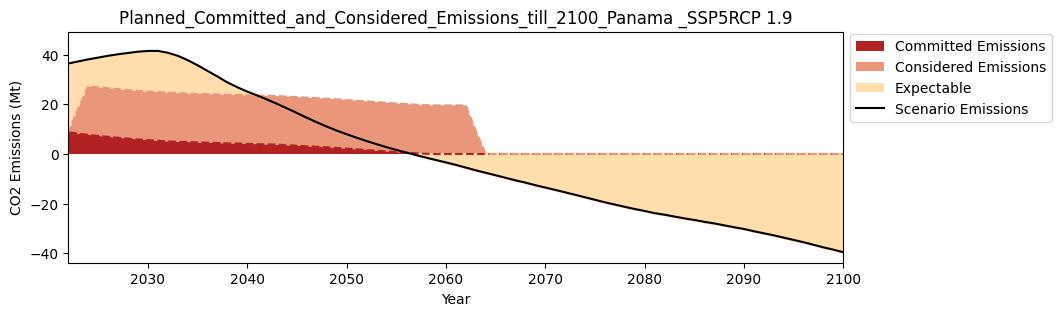 Planned_Committed_and_Considered_Emissions_till_2100_Panama _SSP5RCP 1.9
CO2 Emissions (Mt)
40
20
0
−20
−40
2030 2040 2050 2060 2070 2080 2090 2100
Year
Committed Emissions
Considered Emissions
Expectable
Scenario Emissions